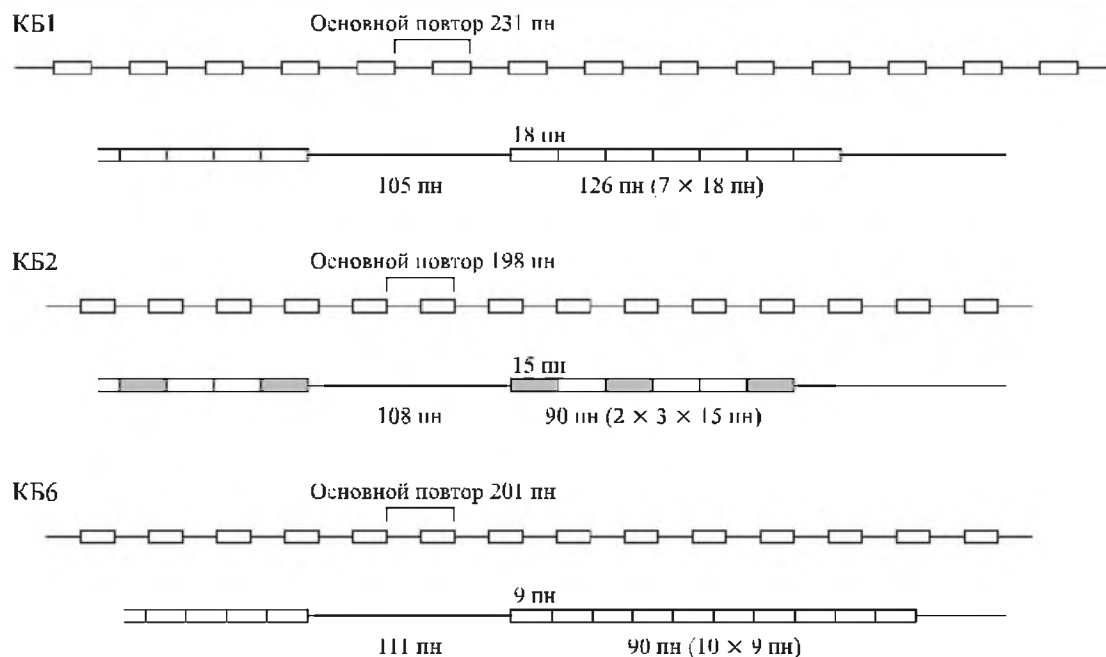 КБ1
Основной повтор 231 пн
18 пн
105 пн
126 пн (7 × 18 пн)
КБ2
Основной повтор 198 пн
15 пн
108 пн
90 пн (2 × 3 × 15 пн)
КБ6
Основной повтор 201 пн
9 пн
111 пн
90 пн (10 × 9 пн)